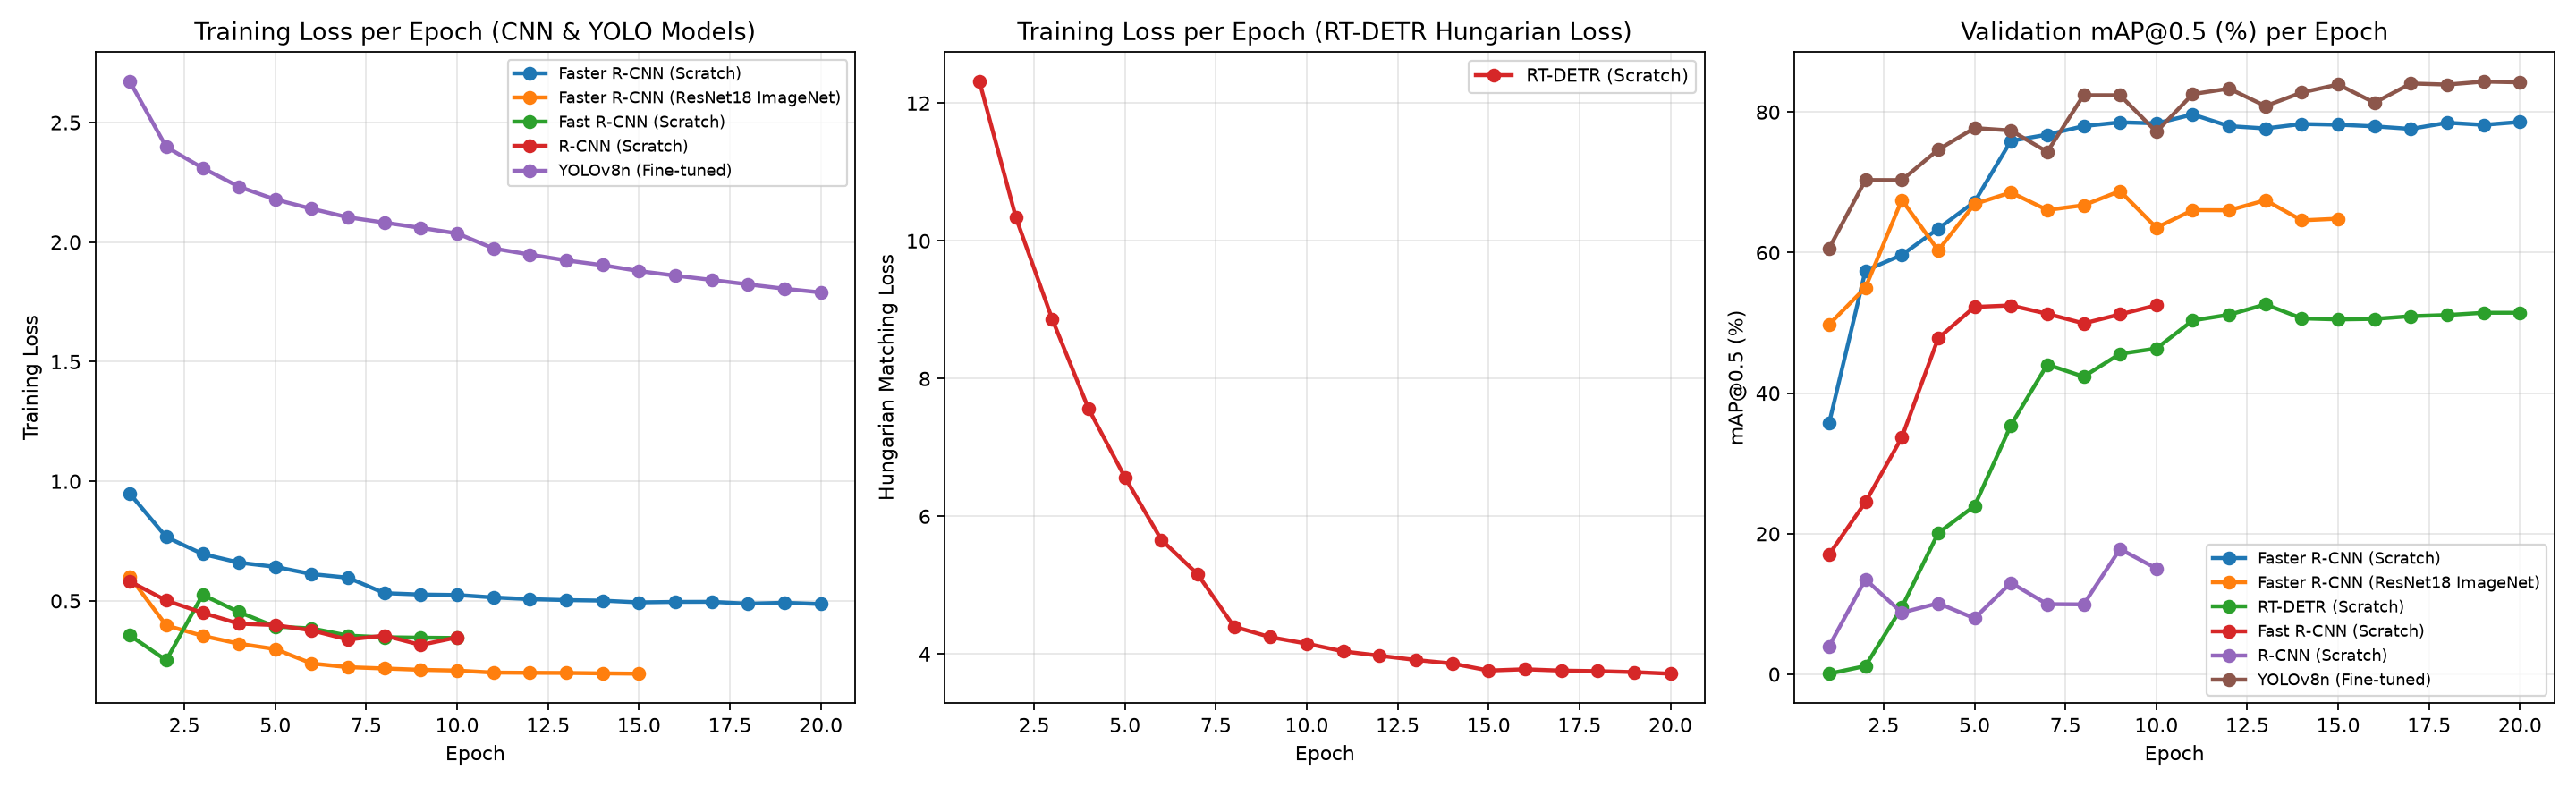 Training Loss per Epoch (CNN & YOLO Models)
Training Loss
2.5
2.0
1.5
1.0
0.5
2.5 5.0 7.5 10.0 12.5 15.0 17.5 20.0
Epoch
Faster R-CNN (Scratch)
Faster R-CNN (ResNet18 ImageNet)
Fast R-CNN (Scratch)
R-CNN (Scratch)
YOLOv8n (Fine-tuned)
Training Loss per Epoch (RT-DETR Hungarian Loss)
Hungarian Matching Loss
12
10
8
6
4
2.5 5.0 7.5 10.0 12.5 15.0 17.5 20.0
Epoch
RT-DETR (Scratch)
Validation mAP@0.5 (%) per Epoch
mAP@0.5 (%)
80
60
40
20
0
2.5 5.0 7.5 10.0 12.5 15.0 17.5 20.0
Epoch
Faster R-CNN (Scratch)
Faster R-CNN (ResNet18 ImageNet)
RT-DETR (Scratch)
Fast R-CNN (Scratch)
R-CNN (Scratch)
YOLOv8n (Fine-tuned)